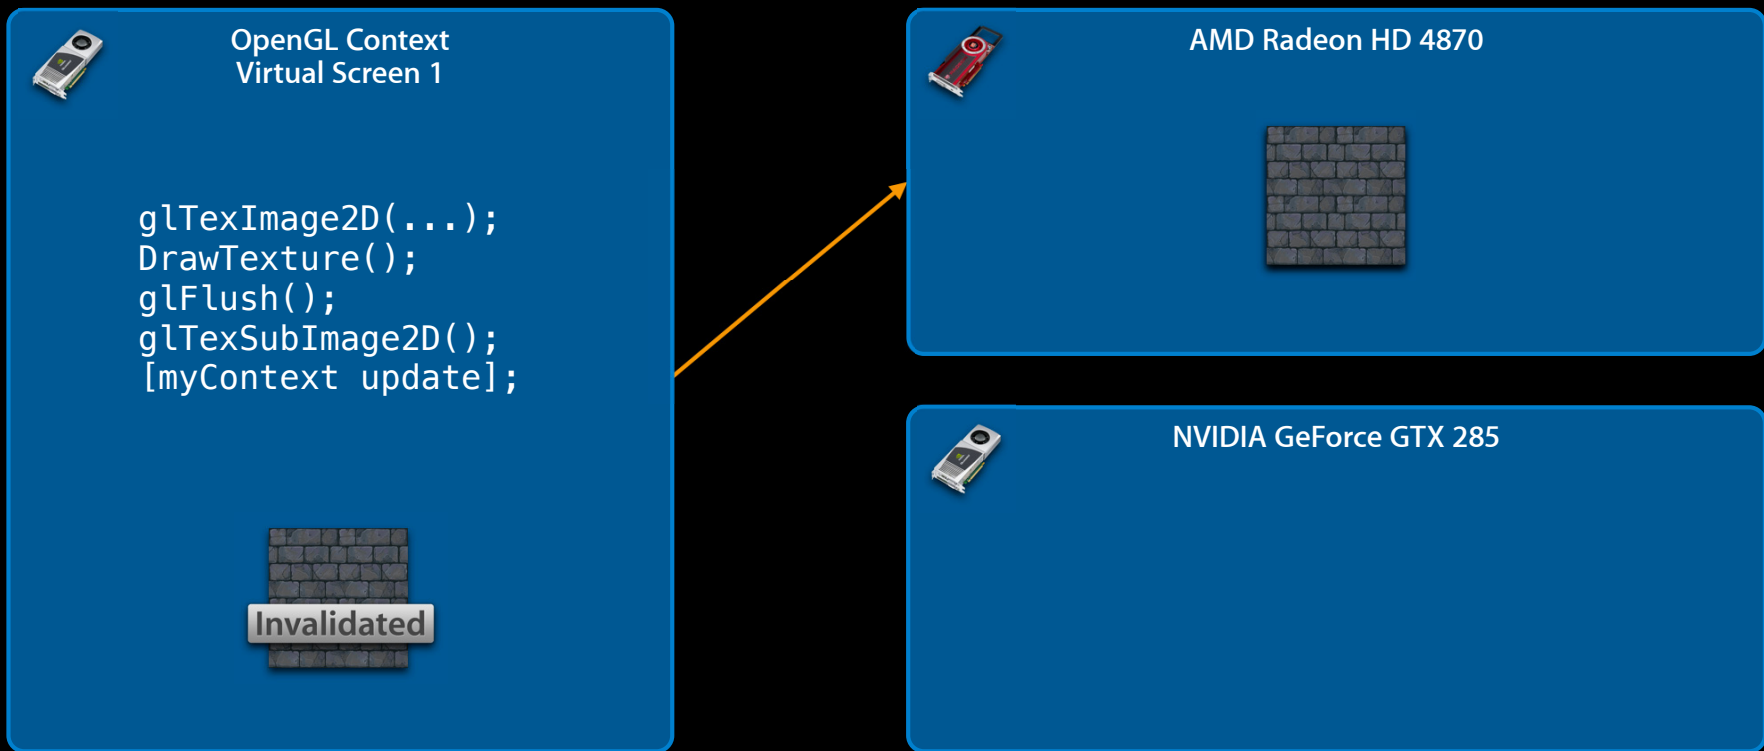 OpenGL Context
Virtual Screen 1
glTexImage2D(...);
DrawTexture();
glFlush();
glTexSubImage2D();
[myContext update];
Invalidated
AMD Radeon HD 4870
NVIDIA GeForce GTX 285